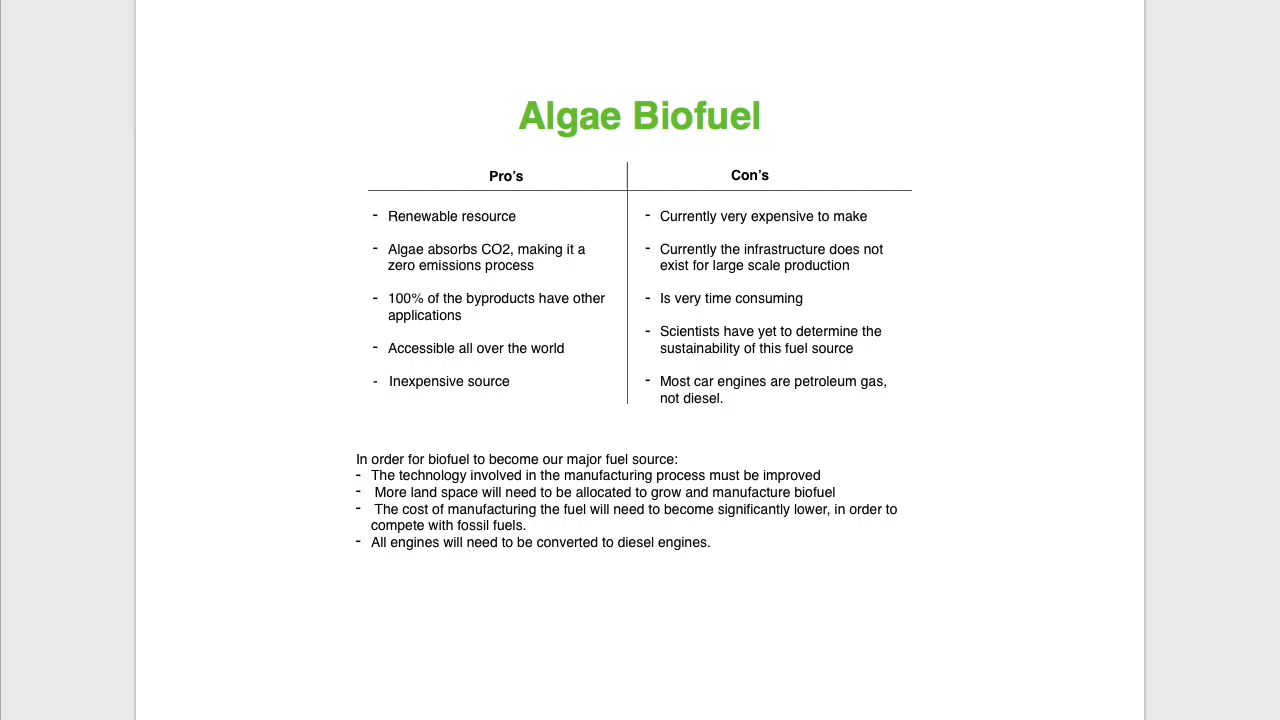 Algae Biofuel
Pro's
Con's
- Renewable resource
- Algae absorbs CO2, making it a
zero emissions process
- 100% of the byproducts have other
applications
- Accessible all over the world
- Inexpensive source
- Currently very expensive to make
- Currently the infrastructure does not
exist for large scale production
- Is very time consuming
- Scientists have yet to determine the
sustainability of this fuel source
- Most car engines are petroleum gas,
not diesel.
In order for biofuel to become our major fuel source:
- The technology involved in the manufacturing process must be improved
- More land space will need to be allocated to grow and manufacture biofuel
- The cost of manufacturing the fuel will need to become significantly lower, in order to
compete with fossil fuels.
- All engines will need to be converted to diesel engines.